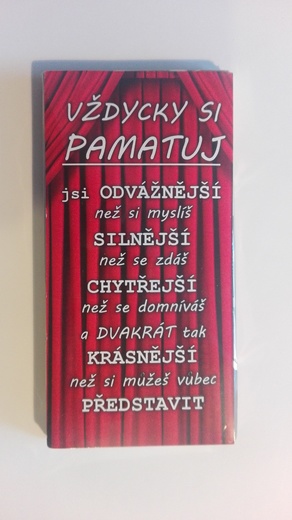 VŽDYCKY SI
PAMATUJ
jsi ODVÁŽNĚJŠÍ
než si myslíš
SILNĚJŠÍ
než se zdáš
CHYTŘEJŠÍ
než se domníváš
a DVAKRÁT tak
KRÁSNĚJŠÍ
než si můžeš vůbec
PŘEDSTAVIT